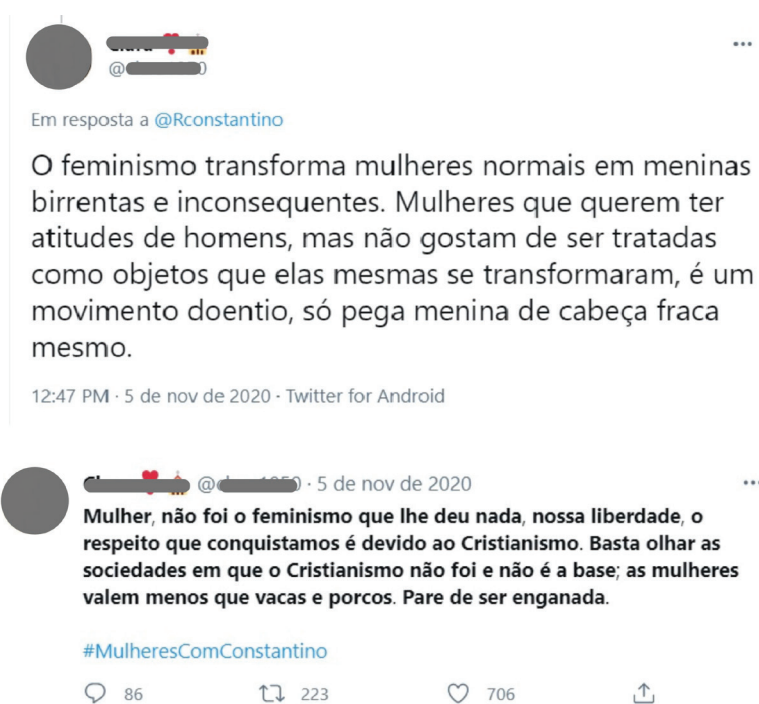 Em resposta a @Rconstantino
O feminismo transforma mulheres normais em meninas
birrentas e inconsequentes. Mulheres que querem ter
atitudes de homens, mas não gostam de ser tratadas
como objetos que elas mesmas se transformaram, é um
movimento doentio, só pega menina de cabeça fraca
mesmo.
12:47 PM · 5 de nov de 2020 · Twitter for Android
· 5 de nov de 2020
Mulher, não foi o feminismo que lhe deu nada, nossa liberdade, o
respeito que conquistamos é devido ao Cristianismo. Basta olhar as
sociedades em que o Cristianismo não foi e não é a base; as mulheres
valem menos que vacas e porcos. Pare de ser enganada.
#MulheresComConstantino
86 223 706